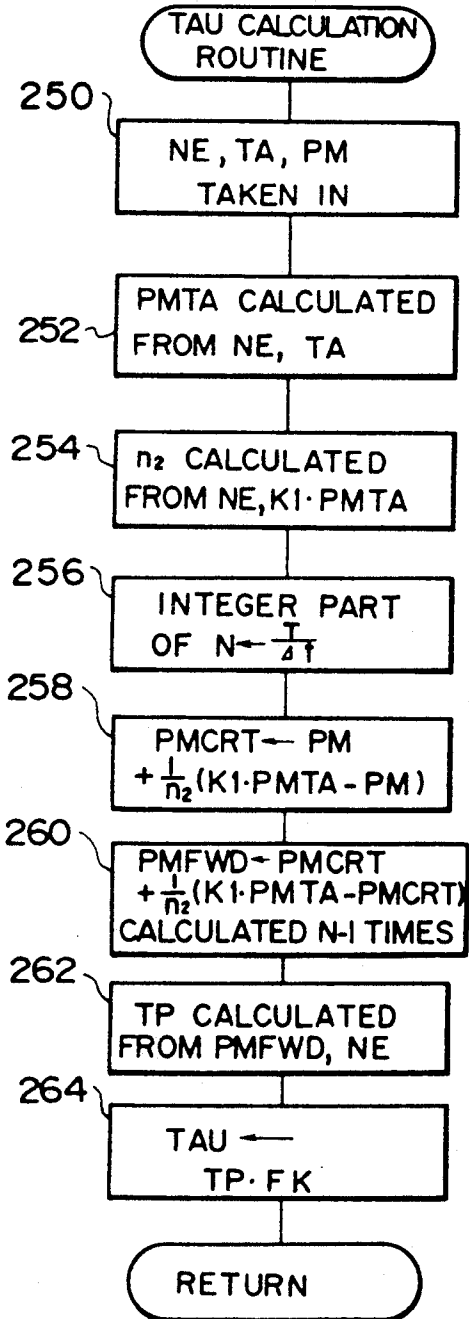 TAU CALCULATION
ROUTINE
250
NE, TA, PM
TAKEN IN
252
PMTA CALCULATED
FROM NE, TA
254
n₂ CALCULATED
FROM NE, K1·PMTA
256
INTEGER PART
OF N← T/Δt
258
PMCRT ← PM
+ 1/n₂ (K1·PMTA - PM)
260
PMFWD ← PMCRT
+ 1/n₂ (K1·PMTA - PMCRT)
CALCULATED N-1 TIMES
262
TP CALCULATED
FROM PMFWD, NE
264
TAU ←
TP·FK
RETURN